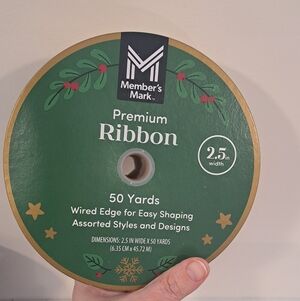 M
Member's
Mark™
Premium
Ribbon
2.5in
width
50 Yards
Wired Edge for Easy Shaping
Assorted Styles and Designs
DIMENSIONS: 2.5 IN WIDE X 50 YARDS
(6.35 CM x 45.72 M)